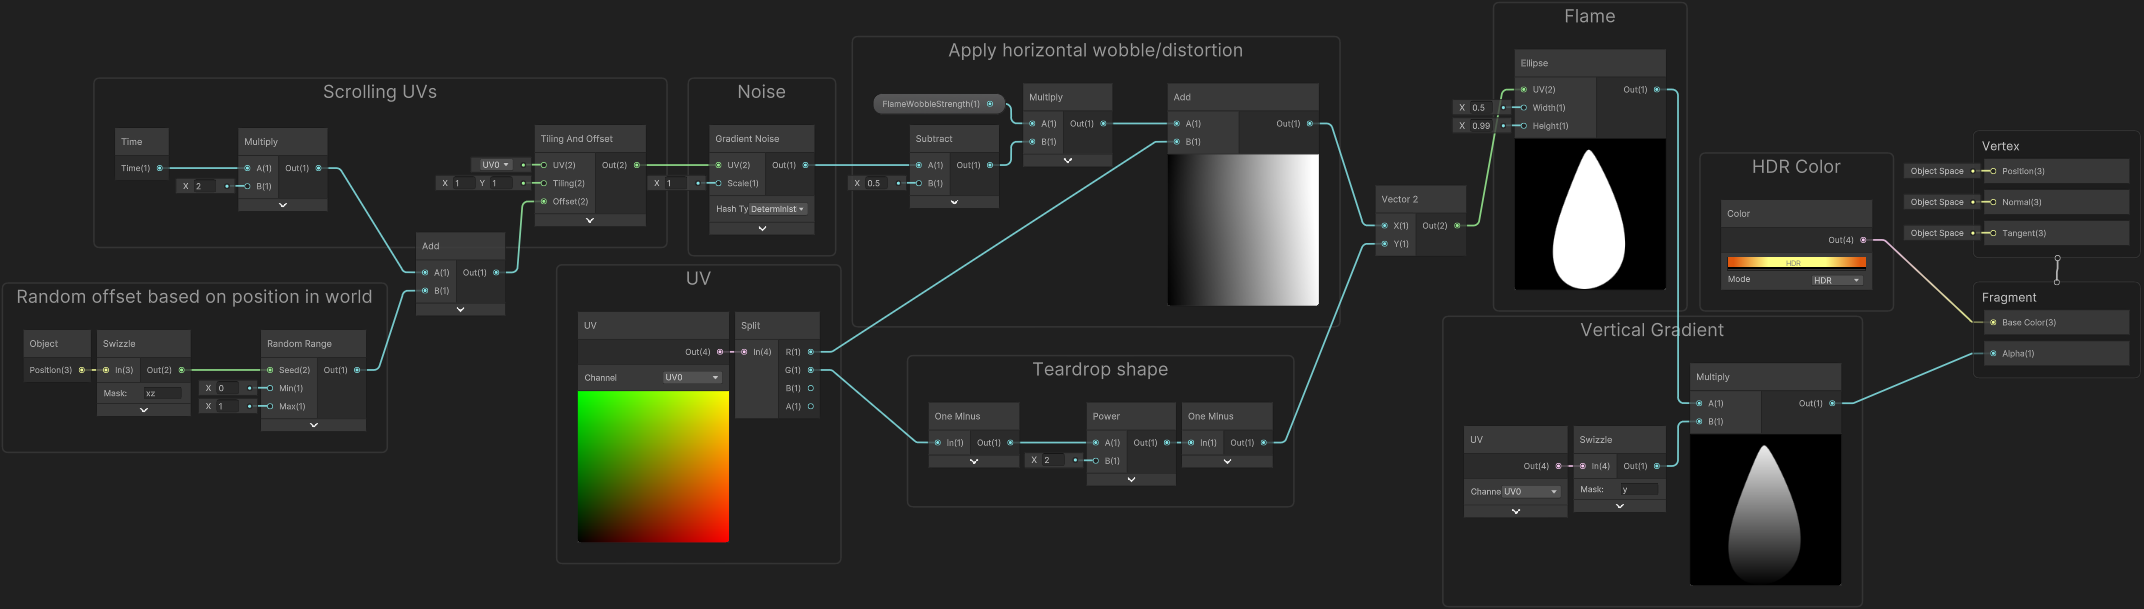 Scrolling UVs
Time
Time(1)
Multiply
A(1) Out(1)
X 2 B(1)
Tiling And Offset
UV0 UV(2) Out(2)
X 1 Y 1 Tiling(2)
Offset(2)
Add
A(1) Out(1)
B(1)
Random offset based on position in world
Object
Position(3)
Swizzle
In(3) Out(2)
Mask: xz
Random Range
Seed(2) Out(1)
X 0 Min(1)
X 1 Max(1)
Noise
Gradient Noise
UV(2) Out(1)
X 1 Scale(1)
Hash Ty Determinist
UV
UV
Out(4)
Channel UV0
Split
In(4) R(1)
G(1)
B(1)
A(1)
Apply horizontal wobble/distortion
FlameWobbleStrength(1)
Subtract
A(1) Out(1)
X 0.5 B(1)
Multiply
A(1) Out(1)
B(1)
Add
A(1) Out(1)
B(1)
Teardrop shape
One Minus
In(1) Out(1)
Power
A(1) Out(1)
X 2 B(1)
One Minus
In(1) Out(1)
Vector 2
X(1) Out(2)
Y(1)
Flame
Ellipse
UV(2) Out(1)
X 0.5 Width(1)
X 0.99 Height(1)
Vertical Gradient
UV
Out(4)
Channe UV0
Swizzle
In(4) Out(1)
Mask: y
Multiply
A(1) Out(1)
B(1)
HDR Color
Color
Out(4)
HDR
Mode HDR
Vertex
Object Space Position(3)
Object Space Normal(3)
Object Space Tangent(3)
Fragment
Base Color(3)
Alpha(1)